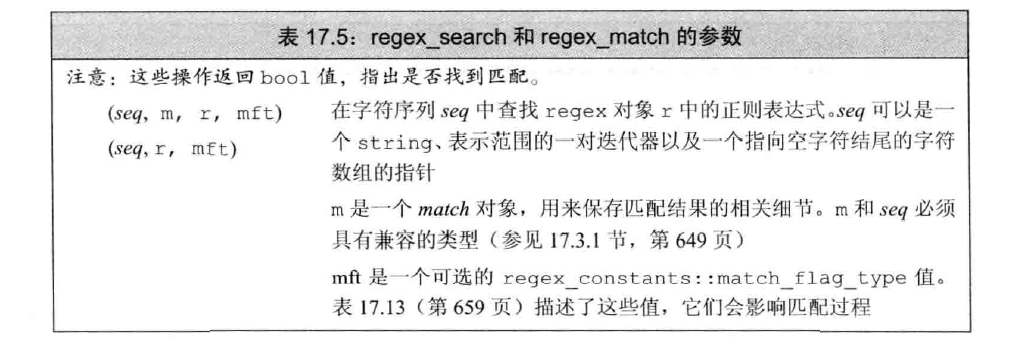 表 17.5：regex_search 和 regex_match 的参数
注意：这些操作返回 bool 值，指出是否找到匹配。
(seq, m, r, mft) 在字符序列 seq 中查找 regex 对象 r 中的正则表达式。seq 可以是一
(seq, r, mft) 个 string、表示范围的一对迭代器以及一个指向空字符结尾的字符
数组的指针
m 是一个 match 对象，用来保存匹配结果的相关细节。m 和 seq 必须
具有兼容的类型（参见 17.3.1 节，第 649 页）
mft 是一个可选的 regex_constants::match_flag_type 值。
表 17.13（第 659 页）描述了这些值，它们会影响匹配过程